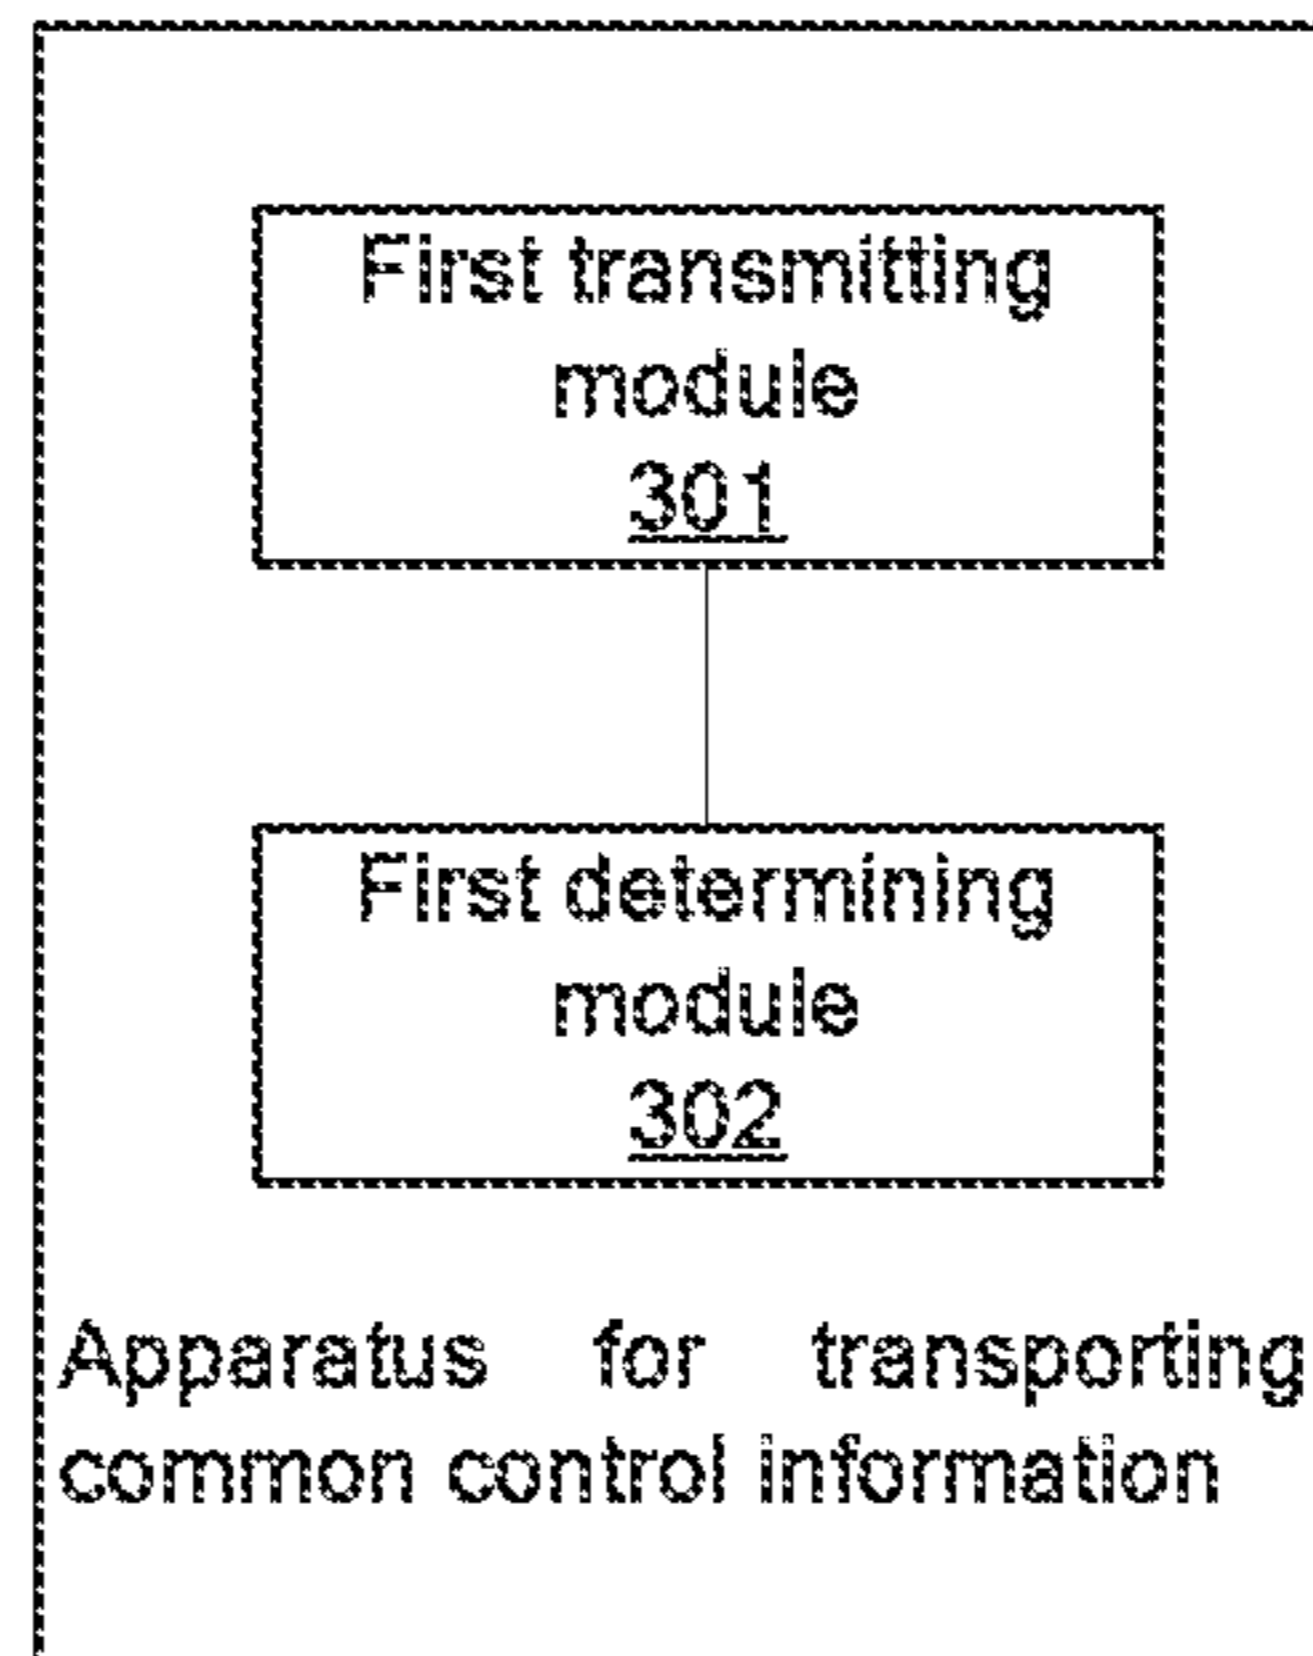 First transmitting
module
301
First determining
module
302
Apparatus for transporting
common control information